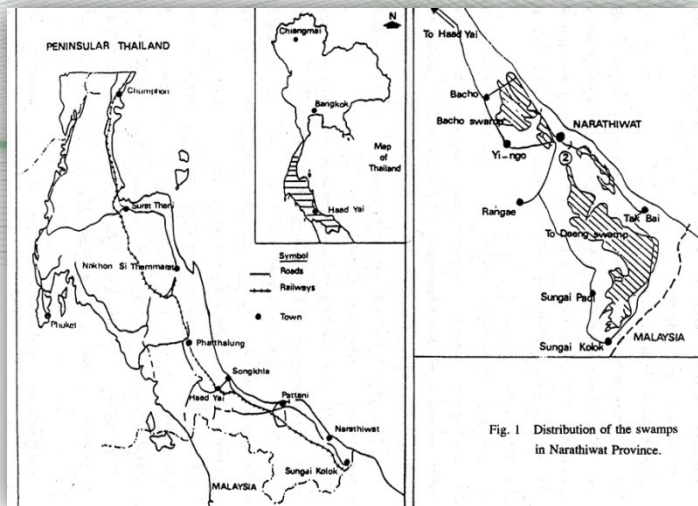 PENINSULAR THAILAND
Chumphon
Surat Thani
Nakhon Si Thammarat
Phuket
Phatthalung
Songkhla
Haad Yai
Pattani
Narathiwat
Sungai Kolok
MALAYSIA
N
Chiangmai
Bangkok
Map
of
Thailand
Haad Yai
Symbol
Roads
Railways
Town
To Haad Yai
Bacho
Bacho swamp
NARATHIWAT
Yi-ngo
2
Rangae
Tak Bai
To Daeng swamp
Sungai Padi
MALAYSIA
Sungai Kolok
Fig. 1 Distribution of the swamps
in Narathiwat Province.